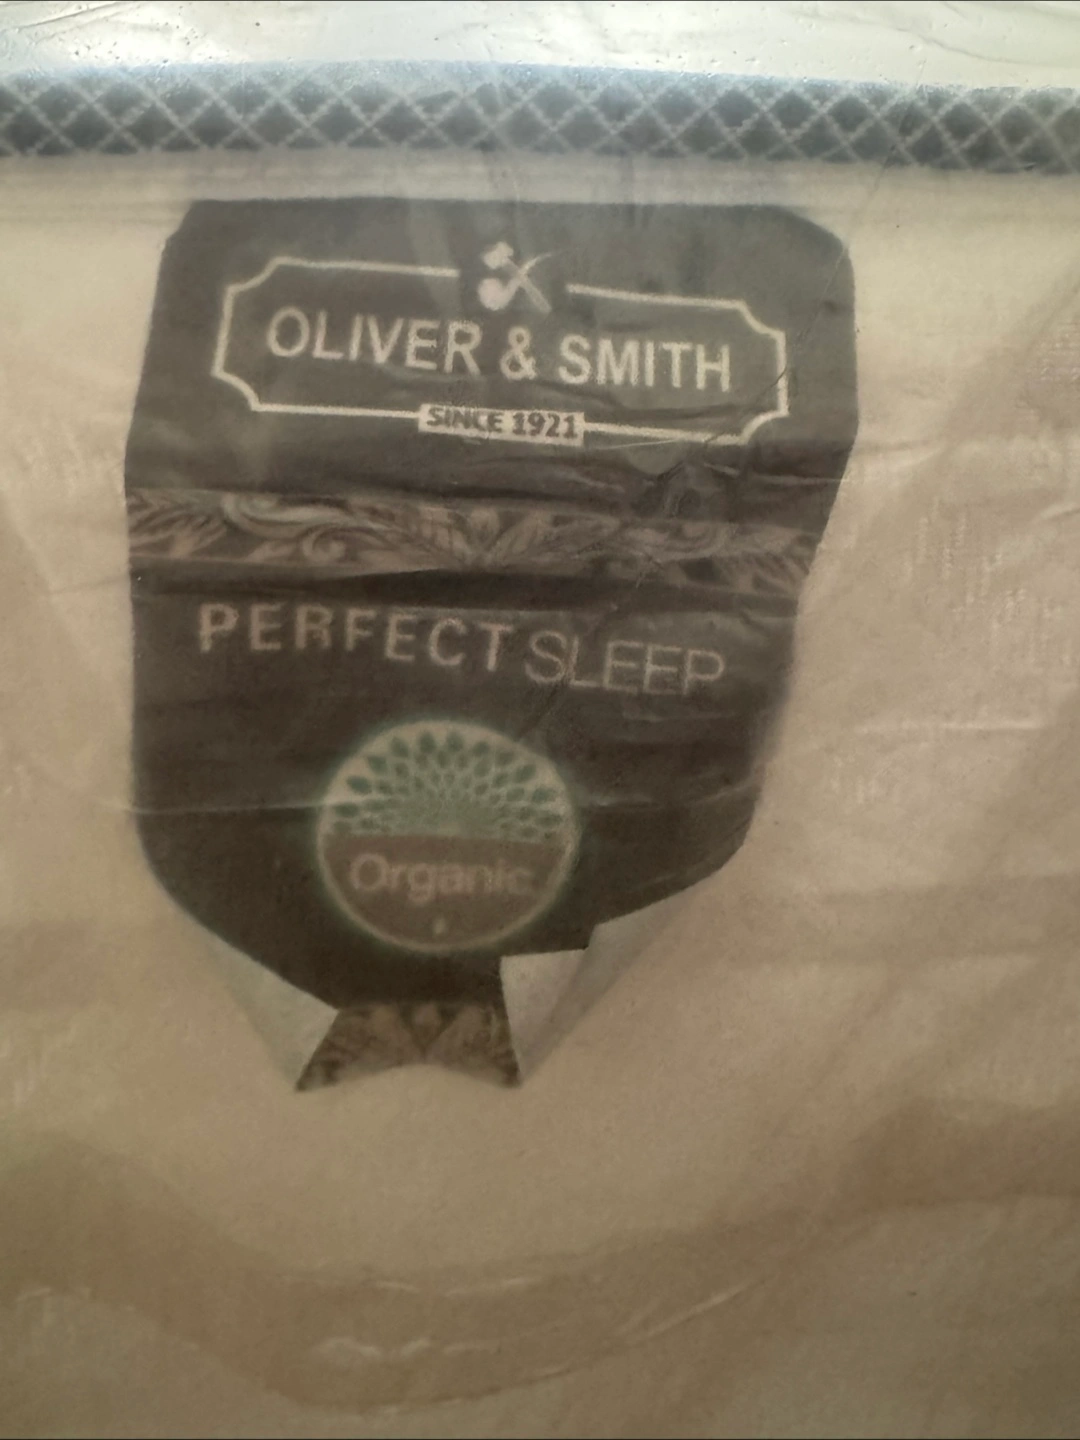 OLIVER & SMITH
SINCE 1921
PERFECT SLEEP
Organic